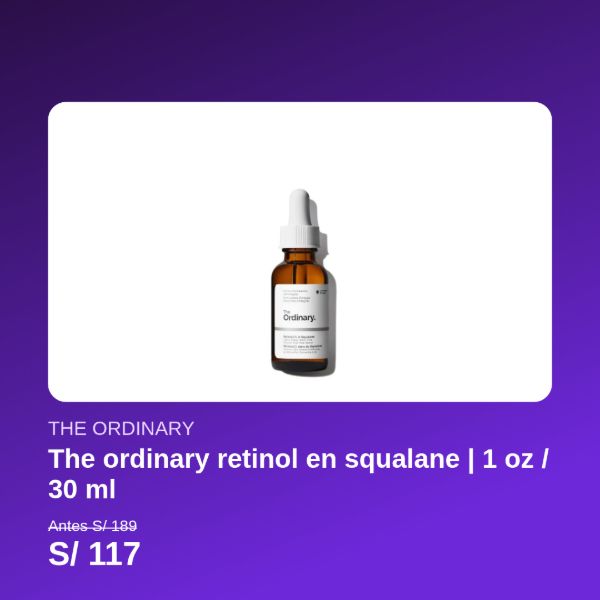 The
Ordinary.
THE ORDINARY
The ordinary retinol en squalane | 1 oz /
30 ml
Antes S/ 189
S/ 117